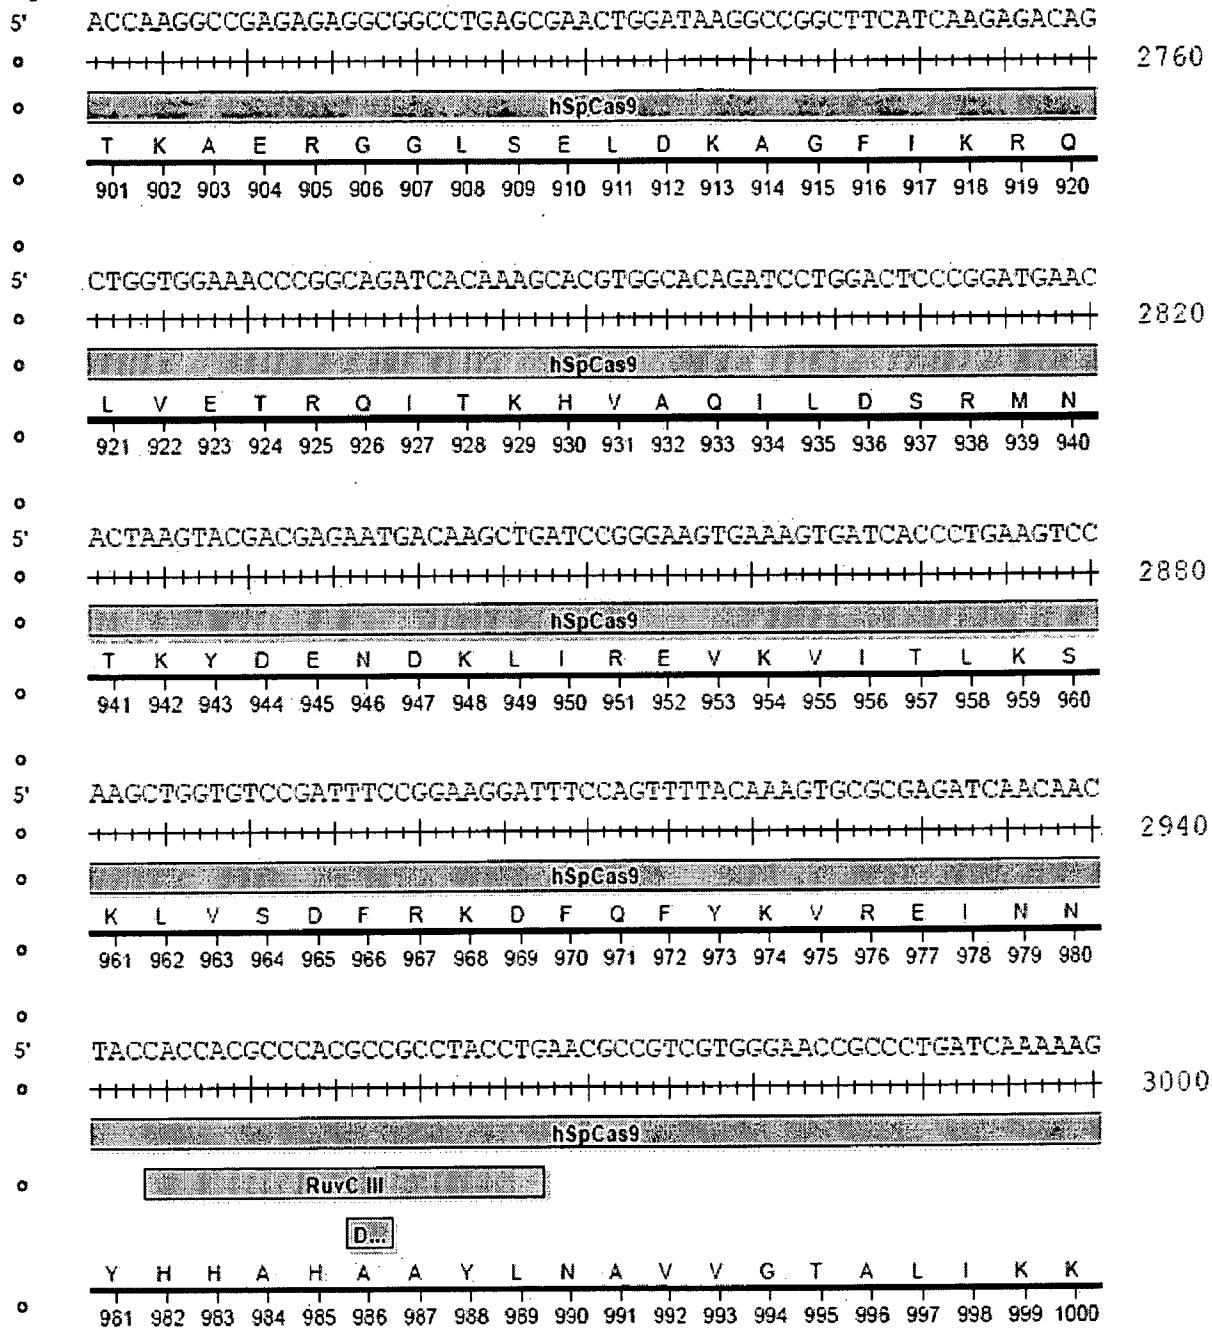 5' ACCAAGGCCGAGAGAGGCGGCCTGAGCGAACTGGATAAGGCCGGCTTCATCAAGAGACAG
2760
hSpCas9
T K A E R G G L S E L D K A G F I K R Q
901 902 903 904 905 906 907 908 909 910 911 912 913 914 915 916 917 918 919 920
5' CTGGTGGAAACCCGGCAGATCACAAAGCACGTGGCACAGATCCTGGACTCCCGGATGAAC
2820
hSpCas9
L V E T R Q I T K H V A Q I L D S R M N
921 922 923 924 925 926 927 928 929 930 931 932 933 934 935 936 937 938 939 940
5' ACTAAGTACGACGAGAATGACAAGCTGATCCGGGAAGTGAAAGTGATCACCCTGAAGTCC
2880
hSpCas9
T K Y D E N D K L I R E V K V I T L K S
941 942 943 944 945 946 947 948 949 950 951 952 953 954 955 956 957 958 959 960
5' AAGCTGGTGTCCGATTTCCGGAAGGATTTCCAGTTTTACAAAGTGCGCGAGATCAACAAC
2940
hSpCas9
K L V S D F R K D F Q F Y K V R E I N N
961 962 963 964 965 966 967 968 969 970 971 972 973 974 975 976 977 978 979 980
5' TACCACCACGCCCACGCCGCCTACCTGAACGCCGTCGTGGGAACCGCCCTGATCAAAAAG
3000
hSpCas9
RuvC III
D...
Y H H A H A A Y L N A V V G T A L I K K
981 982 983 984 985 986 987 988 989 990 991 992 993 994 995 996 997 998 999 1000